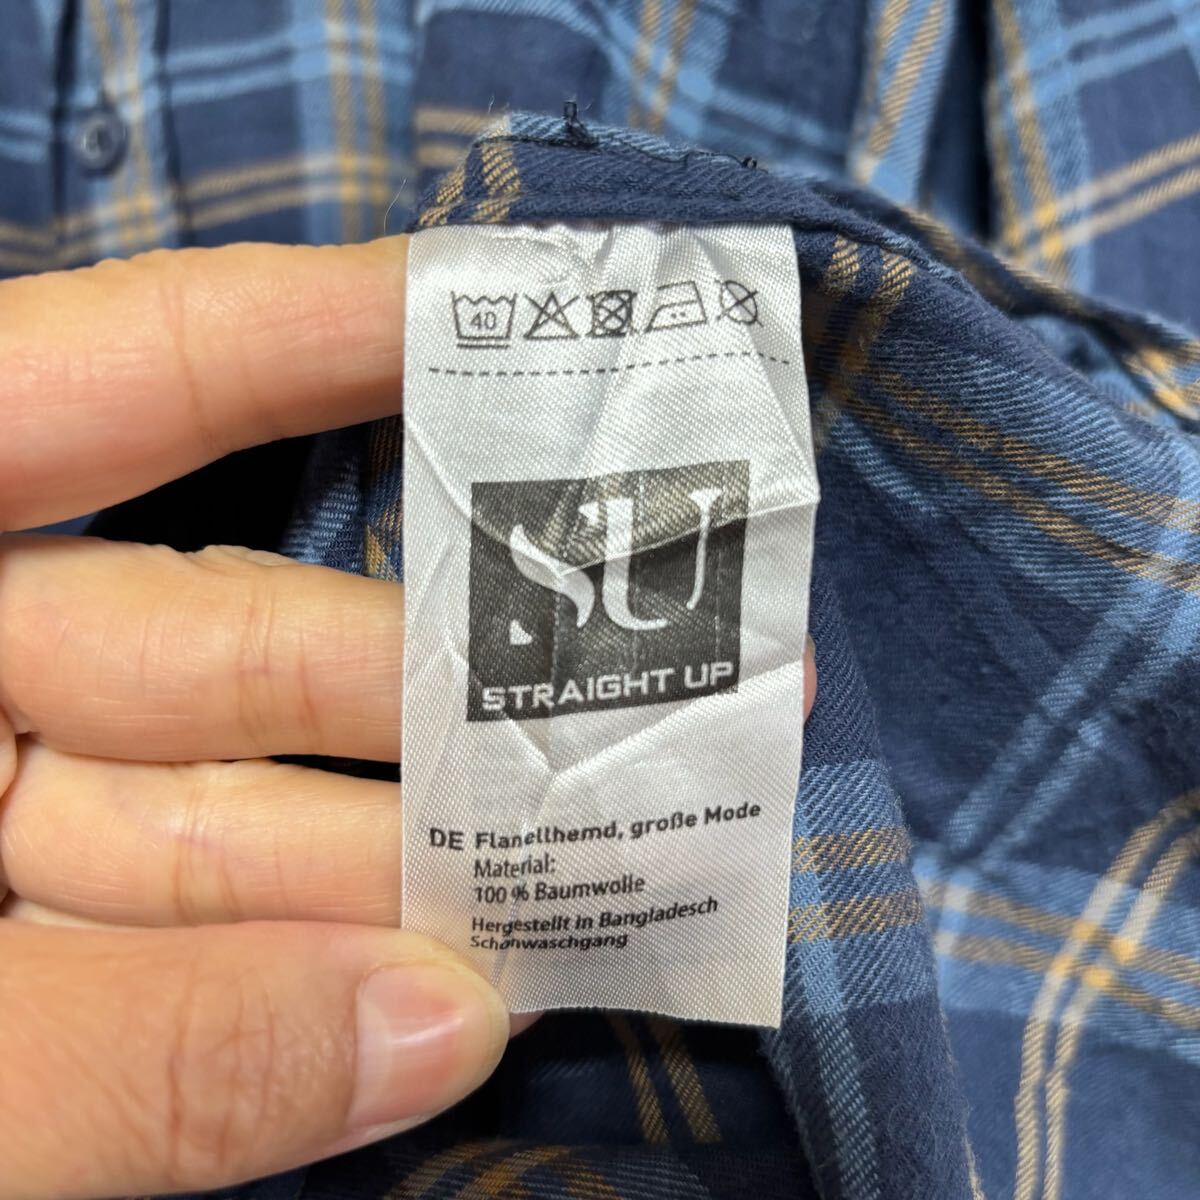 40
SU
STRAIGHT UP
DE Flanellhemd, große Mode
Material:
100 % Baumwolle
Hergestellt in Bangladesch
Schonwaschgang